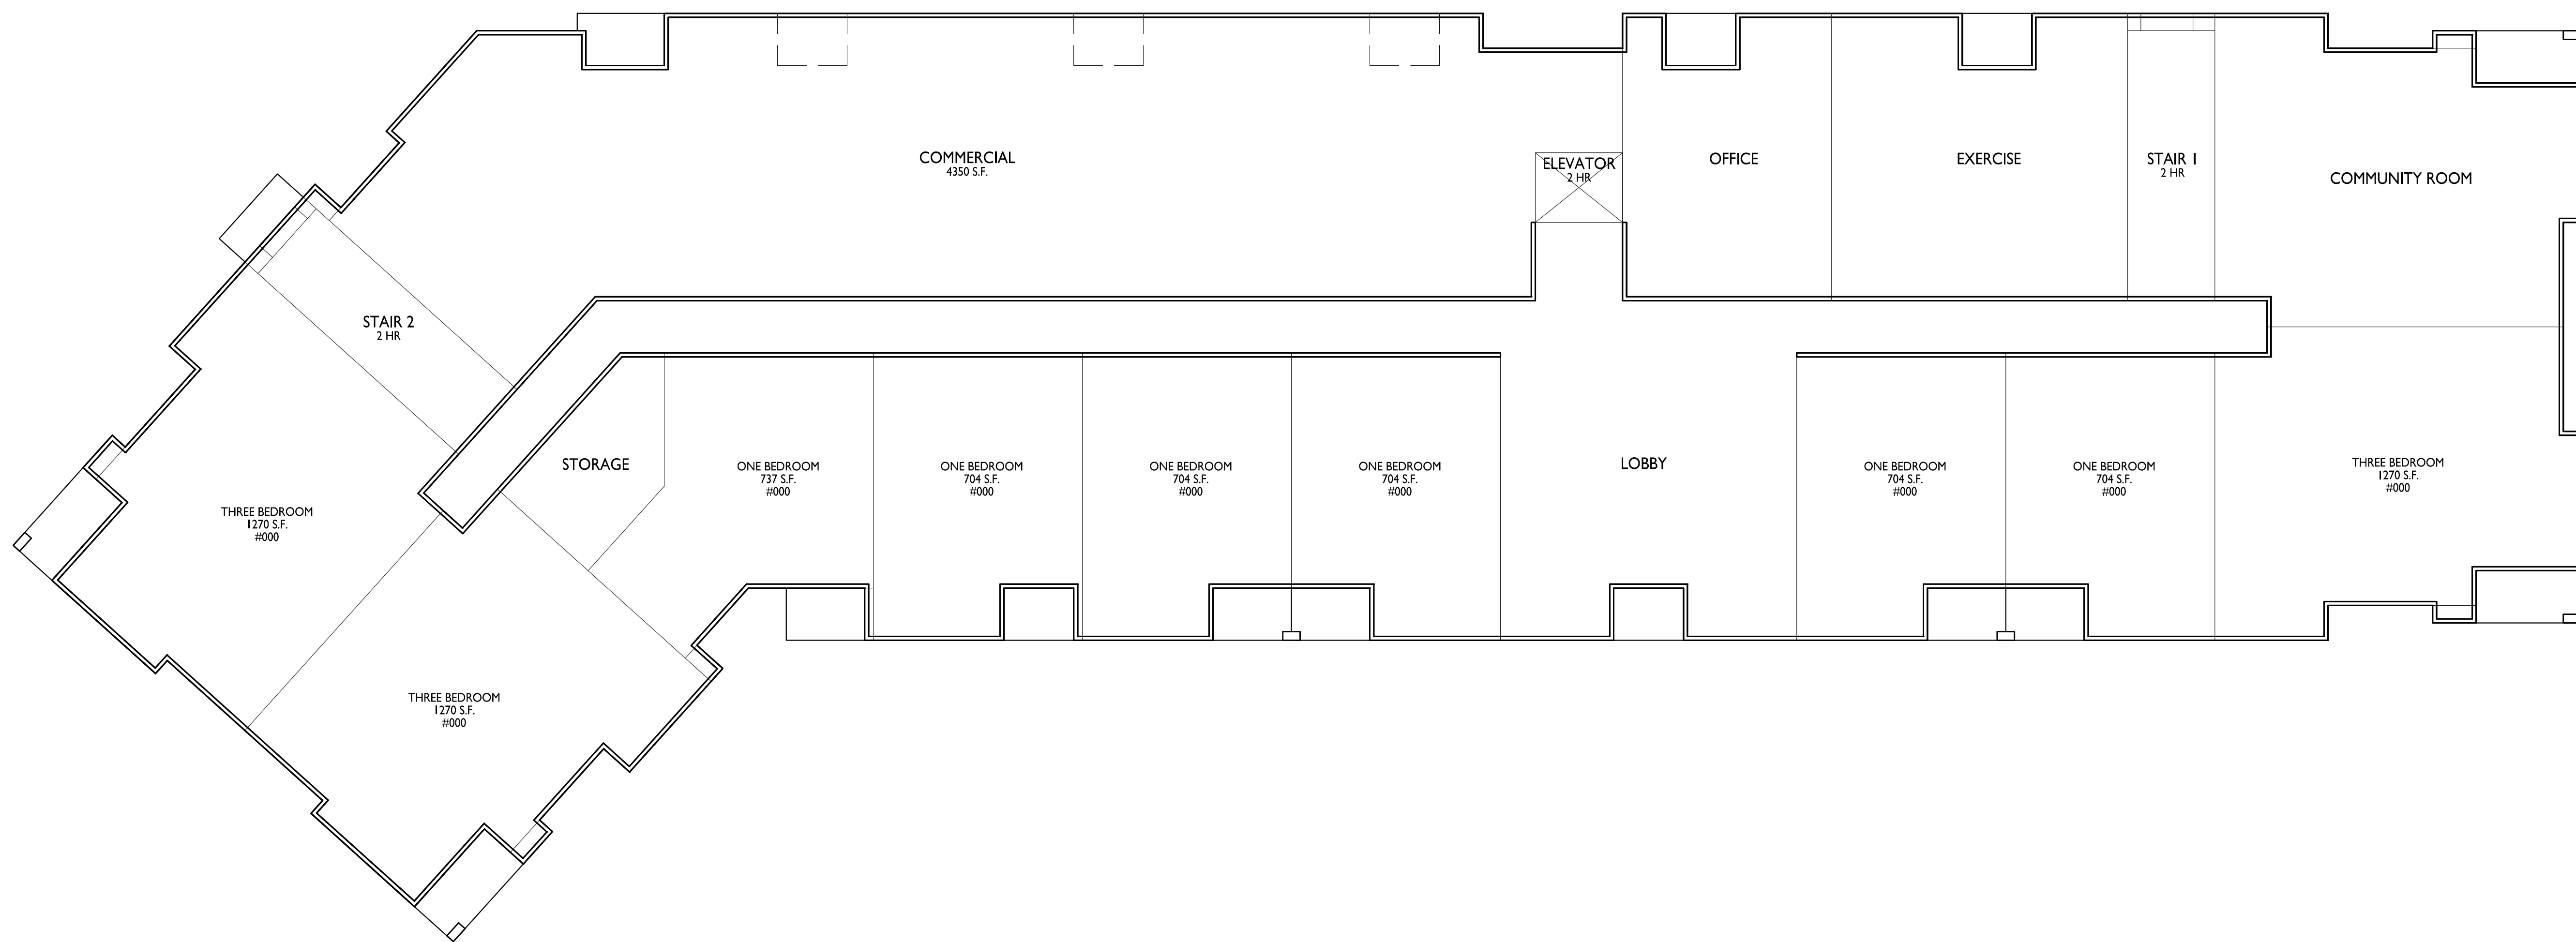 COMMERCIAL
4350 S.F.
ELEVATOR
2 HR
OFFICE
EXERCISE
STAIR 1
2 HR
COMMUNITY ROOM
STAIR 2
2 HR
STORAGE
ONE BEDROOM
737 S.F.
#000
ONE BEDROOM
704 S.F.
#000
ONE BEDROOM
704 S.F.
#000
ONE BEDROOM
704 S.F.
#000
LOBBY
ONE BEDROOM
704 S.F.
#000
ONE BEDROOM
704 S.F.
#000
THREE BEDROOM
1270 S.F.
#000
THREE BEDROOM
1270 S.F.
#000
THREE BEDROOM
1270 S.F.
#000